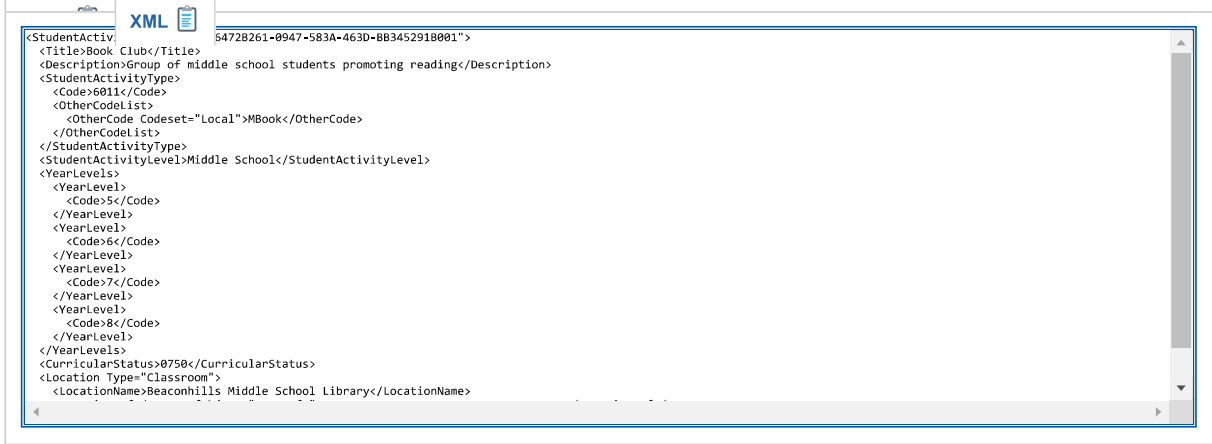 XML
<StudentActivi 6472B261-0947-583A-463D-BB345291B001">
<Title>Book Club</Title>
<Description>Group of middle school students promoting reading</Description>
<StudentActivityType>
<Code>6011</Code>
<OtherCodeList>
<OtherCode Codeset="Local">MBook</OtherCode>
</OtherCodeList>
</StudentActivityType>
<StudentActivityLevel>Middle School</StudentActivityLevel>
<YearLevels>
<YearLevel>
<Code>5</Code>
</YearLevel>
<YearLevel>
<Code>6</Code>
</YearLevel>
<YearLevel>
<Code>7</Code>
</YearLevel>
<YearLevel>
<Code>8</Code>
</YearLevel>
</YearLevels>
<CurricularStatus>0750</CurricularStatus>
<Location Type="Classroom">
<LocationName>Beaconhills Middle School Library</LocationName>